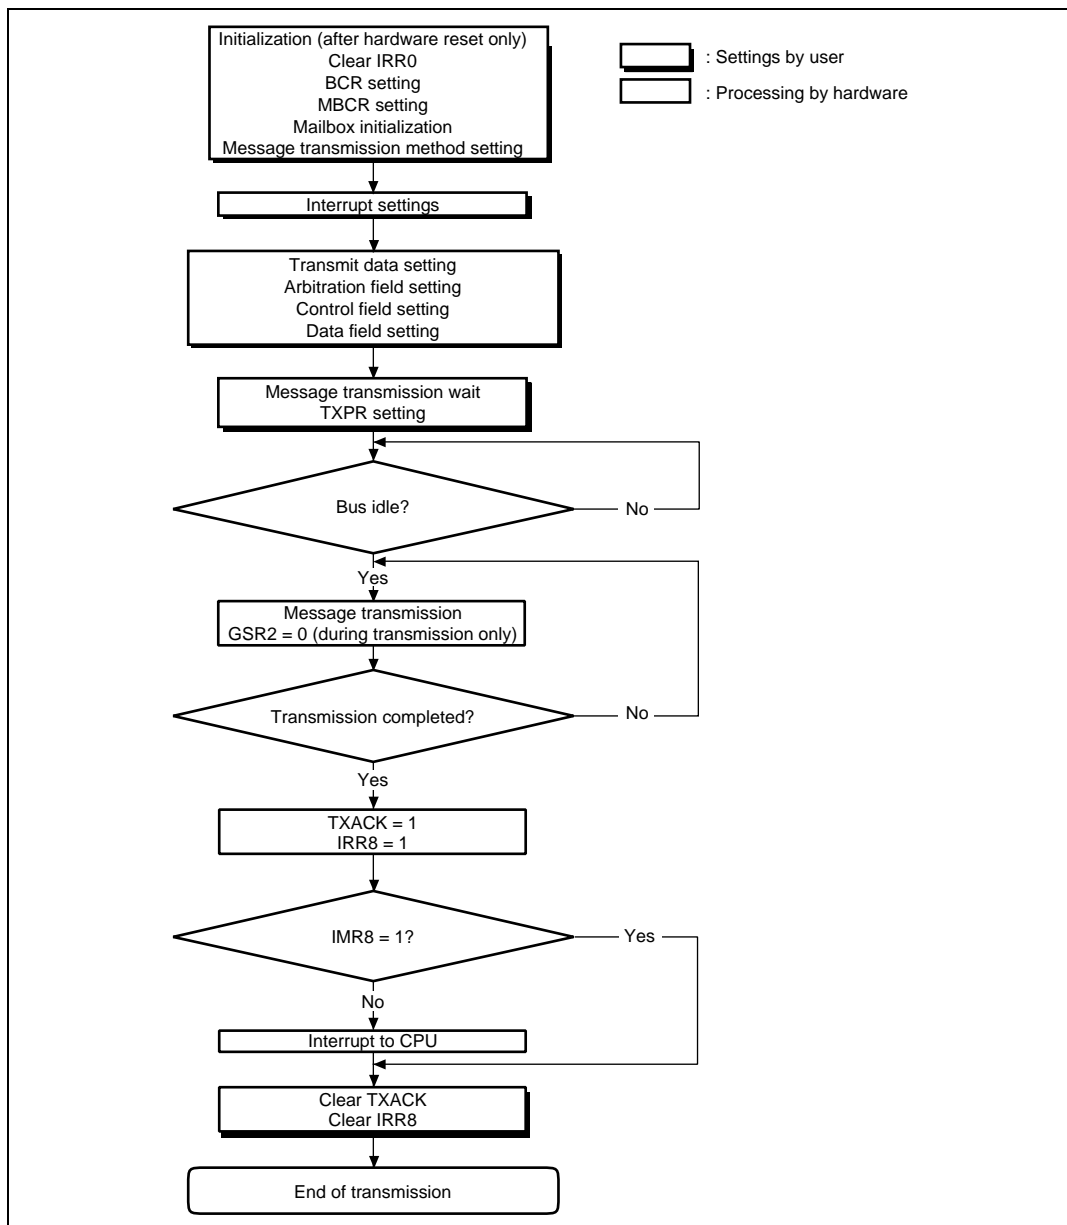 Initialization (after hardware reset only)
Clear IRR0
BCR setting
MBCR setting
Mailbox initialization
Message transmission method setting
: Settings by user
: Processing by hardware
Interrupt settings
Transmit data setting
Arbitration field setting
Control field setting
Data field setting
Message transmission wait
TXPR setting
Bus idle?
No
Yes
Message transmission
GSR2 = 0 (during transmission only)
Transmission completed?
No
Yes
TXACK = 1
IRR8 = 1
IMR8 = 1?
Yes
No
Interrupt to CPU
Clear TXACK
Clear IRR8
End of transmission